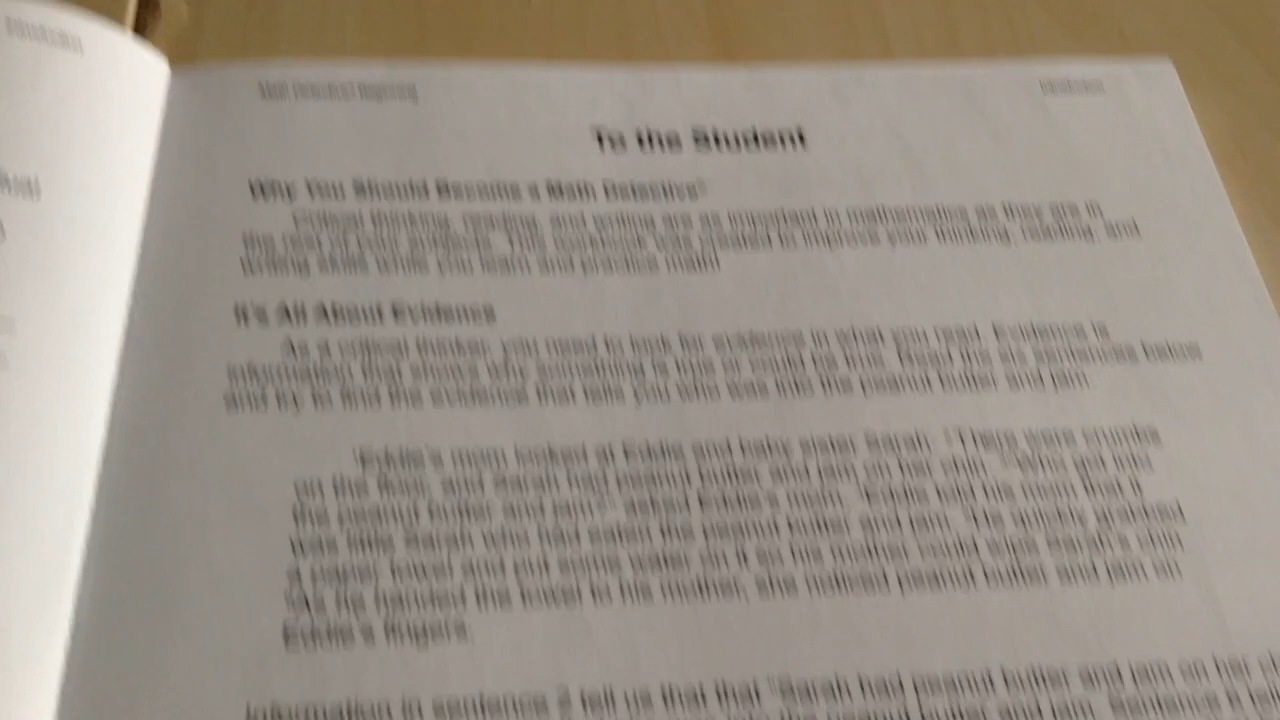 To the Student
Why You Should Become a Math Detective
Critical thinking, reading, and writing are as important in mathematics as they are in
the rest of your subjects. This workbook was created to improve your thinking, reading, and
writing skills while you learn and practice math.
It's All About Evidence
As a critical thinker, you need to look for evidence in what you read. Evidence is
information that shows why something is true or could be true. Read the six sentences below
and try to find the evidence that tells you who was into the peanut butter and jam.
Eddie's mom looked at Eddie and baby sister Sarah. There were crumbs
on the floor, and Sarah had peanut butter and jam on her chin. "Who got into
the peanut butter and jam?" asked Eddie's mom. Eddie told his mom that it
was little Sarah who had eaten the peanut butter and jam. He quickly grabbed
a paper towel and put some water on it so his mother could wipe Sarah's chin.
As he handed the towel to his mother, she noticed peanut butter and jam on
Eddie's fingers.
Information in sentence 2 tell us that that "Sarah had peanut butter and jam on her